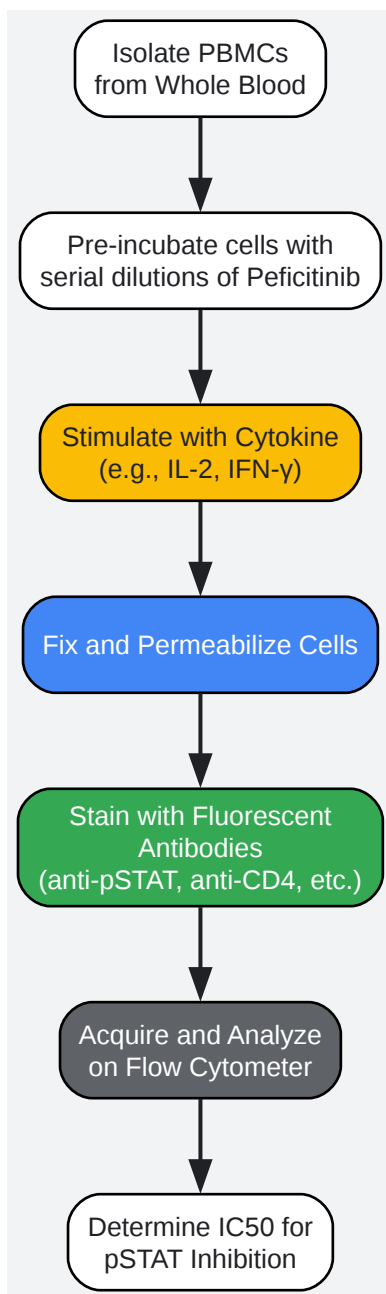 Isolate PBMCs
from Whole Blood
Pre-incubate cells with
serial dilutions of Peficitinib
Stimulate with Cytokine
(e.g., IL-2, IFN-γ)
Fix and Permeabilize Cells
Stain with Fluorescent
Antibodies
(anti-pSTAT, anti-CD4, etc.)
Acquire and Analyze
on Flow Cytometer
Determine IC50 for
pSTAT Inhibition